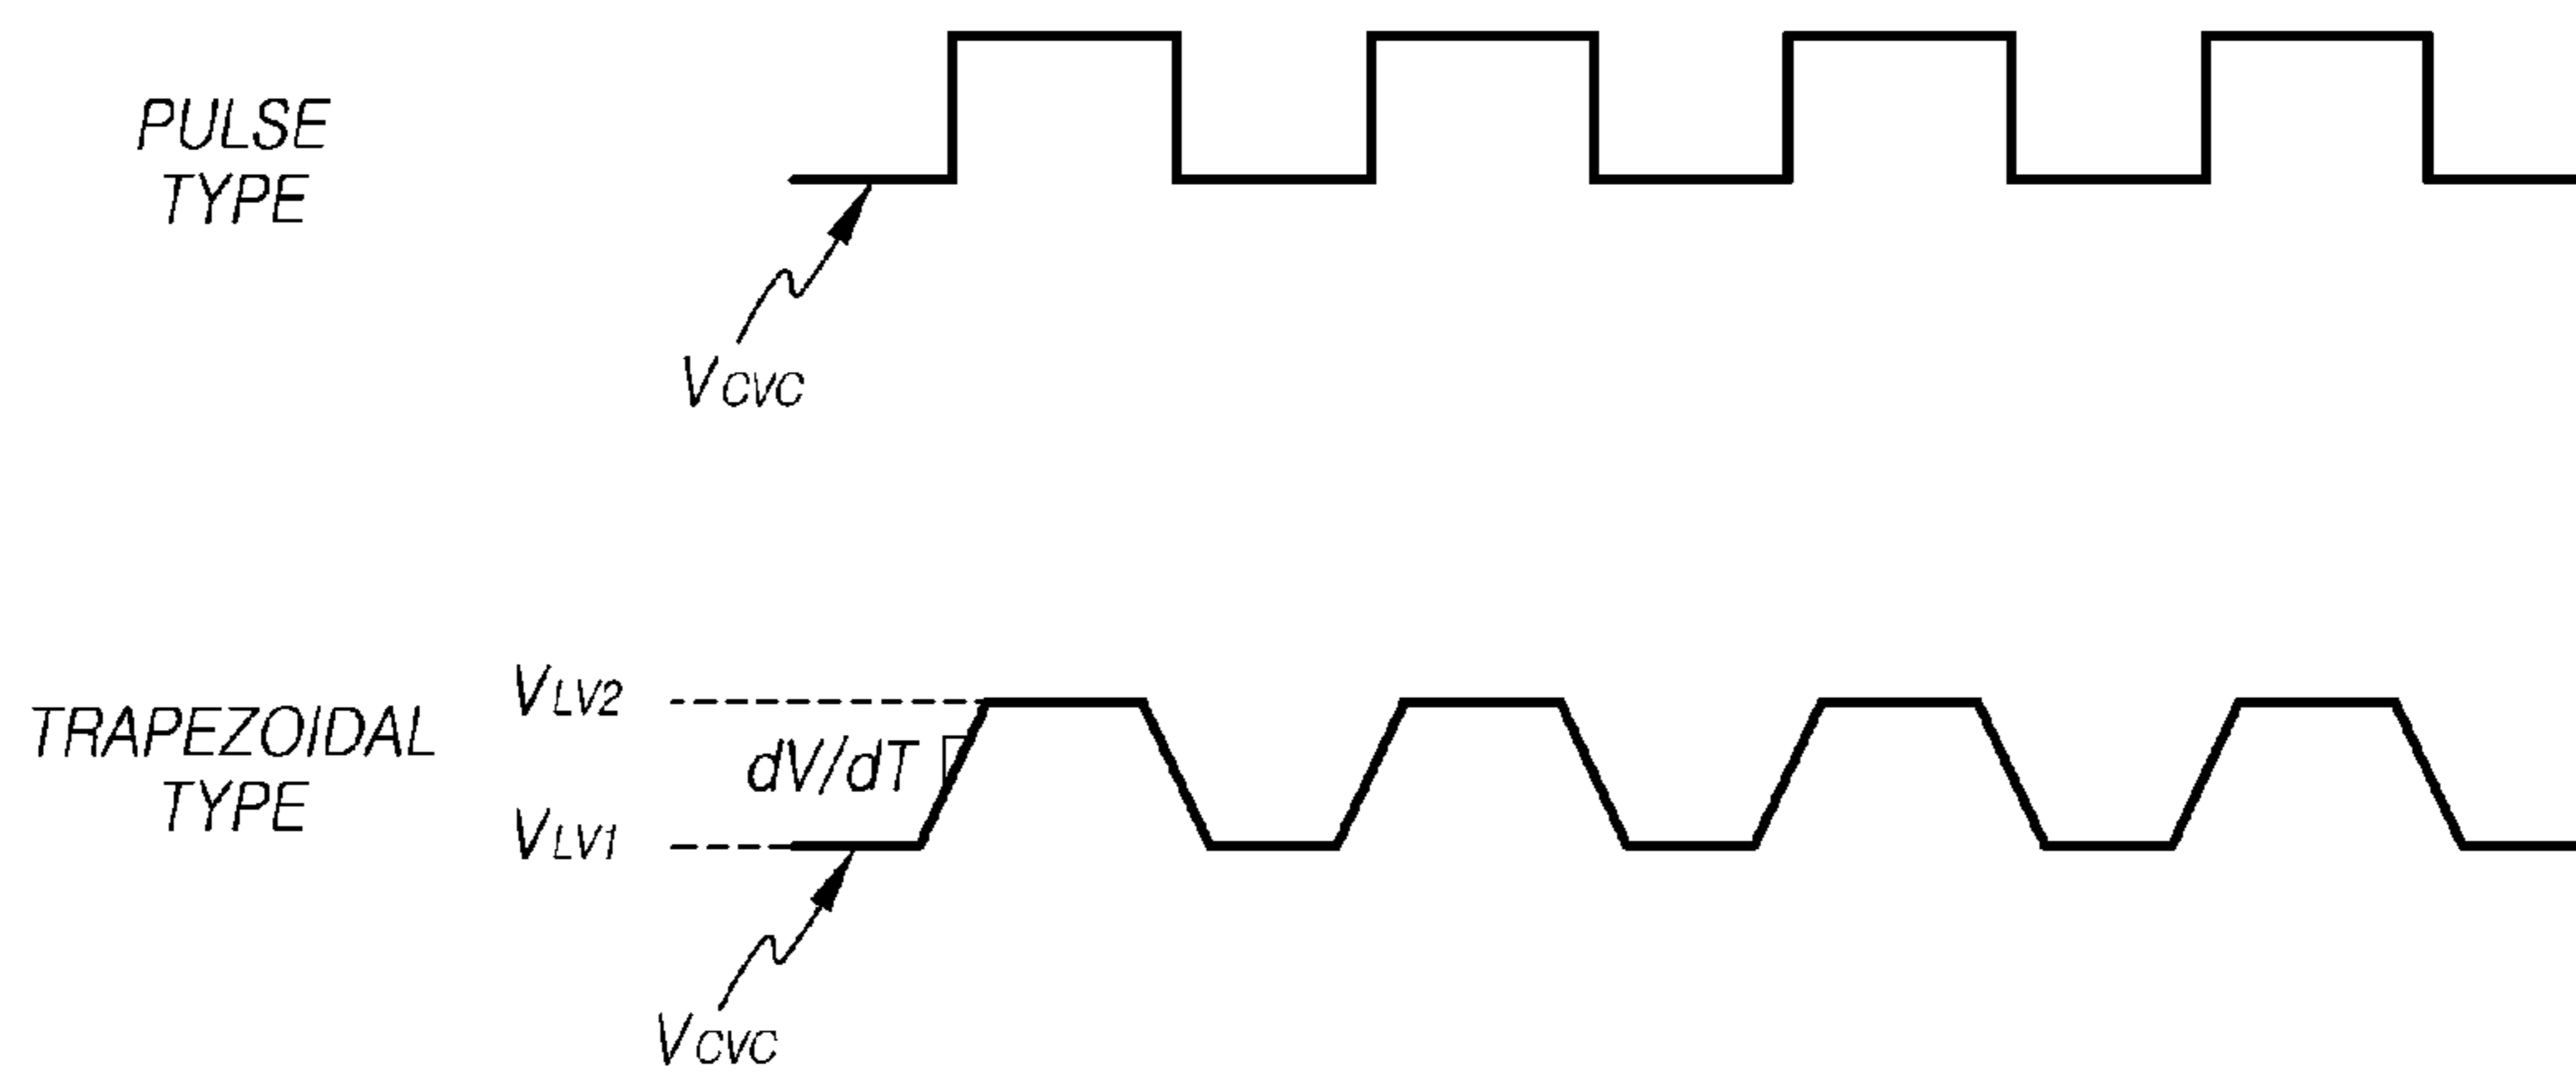 PULSE
TYPE
VCVC
TRAPEZOIDAL
TYPE
VLV2
dV/dT
VLV1
VCVC